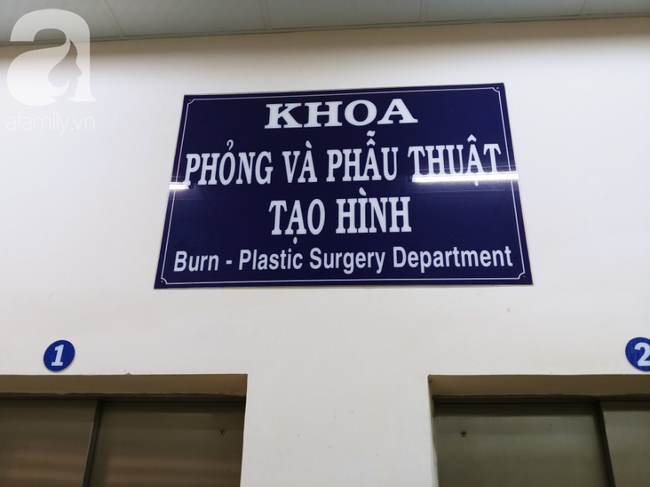 afamily.vn
KHOA
PHỎNG VÀ PHẪU THUẬT
TẠO HÌNH
Burn - Plastic Surgery Department
1
2